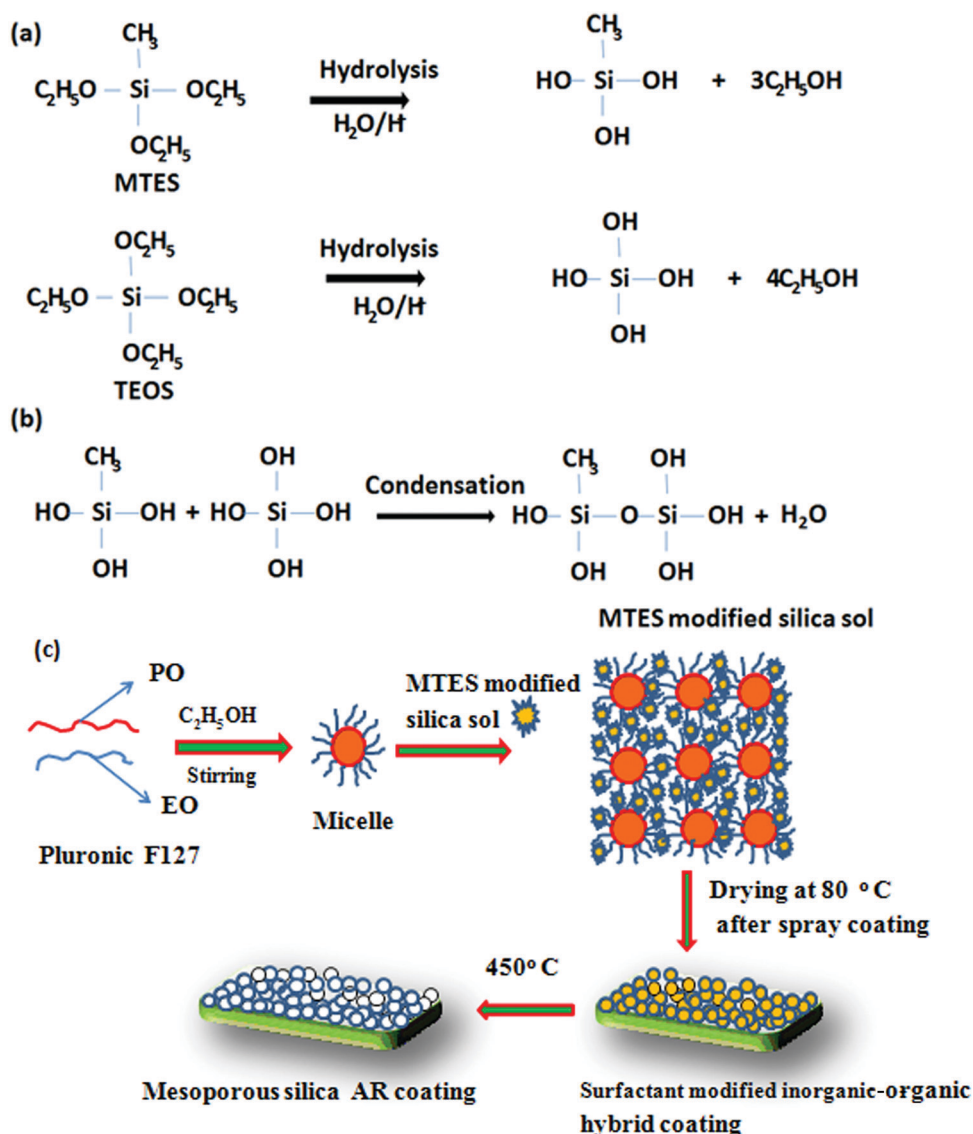 (a)
CH₃
C₂H₅O – Si – OC₂H₅
OC₂H₅
MTES
Hydrolysis
H₂O/H⁺
CH₃
HO – Si – OH + 3C₂H₅OH
OH
OC₂H₅
C₂H₅O – Si – OC₂H₅
OC₂H₅
TEOS
Hydrolysis
H₂O/H⁺
OH
HO – Si – OH + 4C₂H₅OH
OH
(b)
CH₃ OH
HO – Si – OH + HO – Si – OH
OH OH
Condensation
CH₃ OH
HO – Si – O – Si – OH + H₂O
OH OH
MTES modified silica sol
(c)
PO
EO
Pluronic F127
C₂H₅OH
Stirring
Micelle
MTES modified
silica sol
Drying at 80 °C
after spray coating
450°C
Mesoporous silica AR coating
Surfactant modified inorganic-organic
hybrid coating